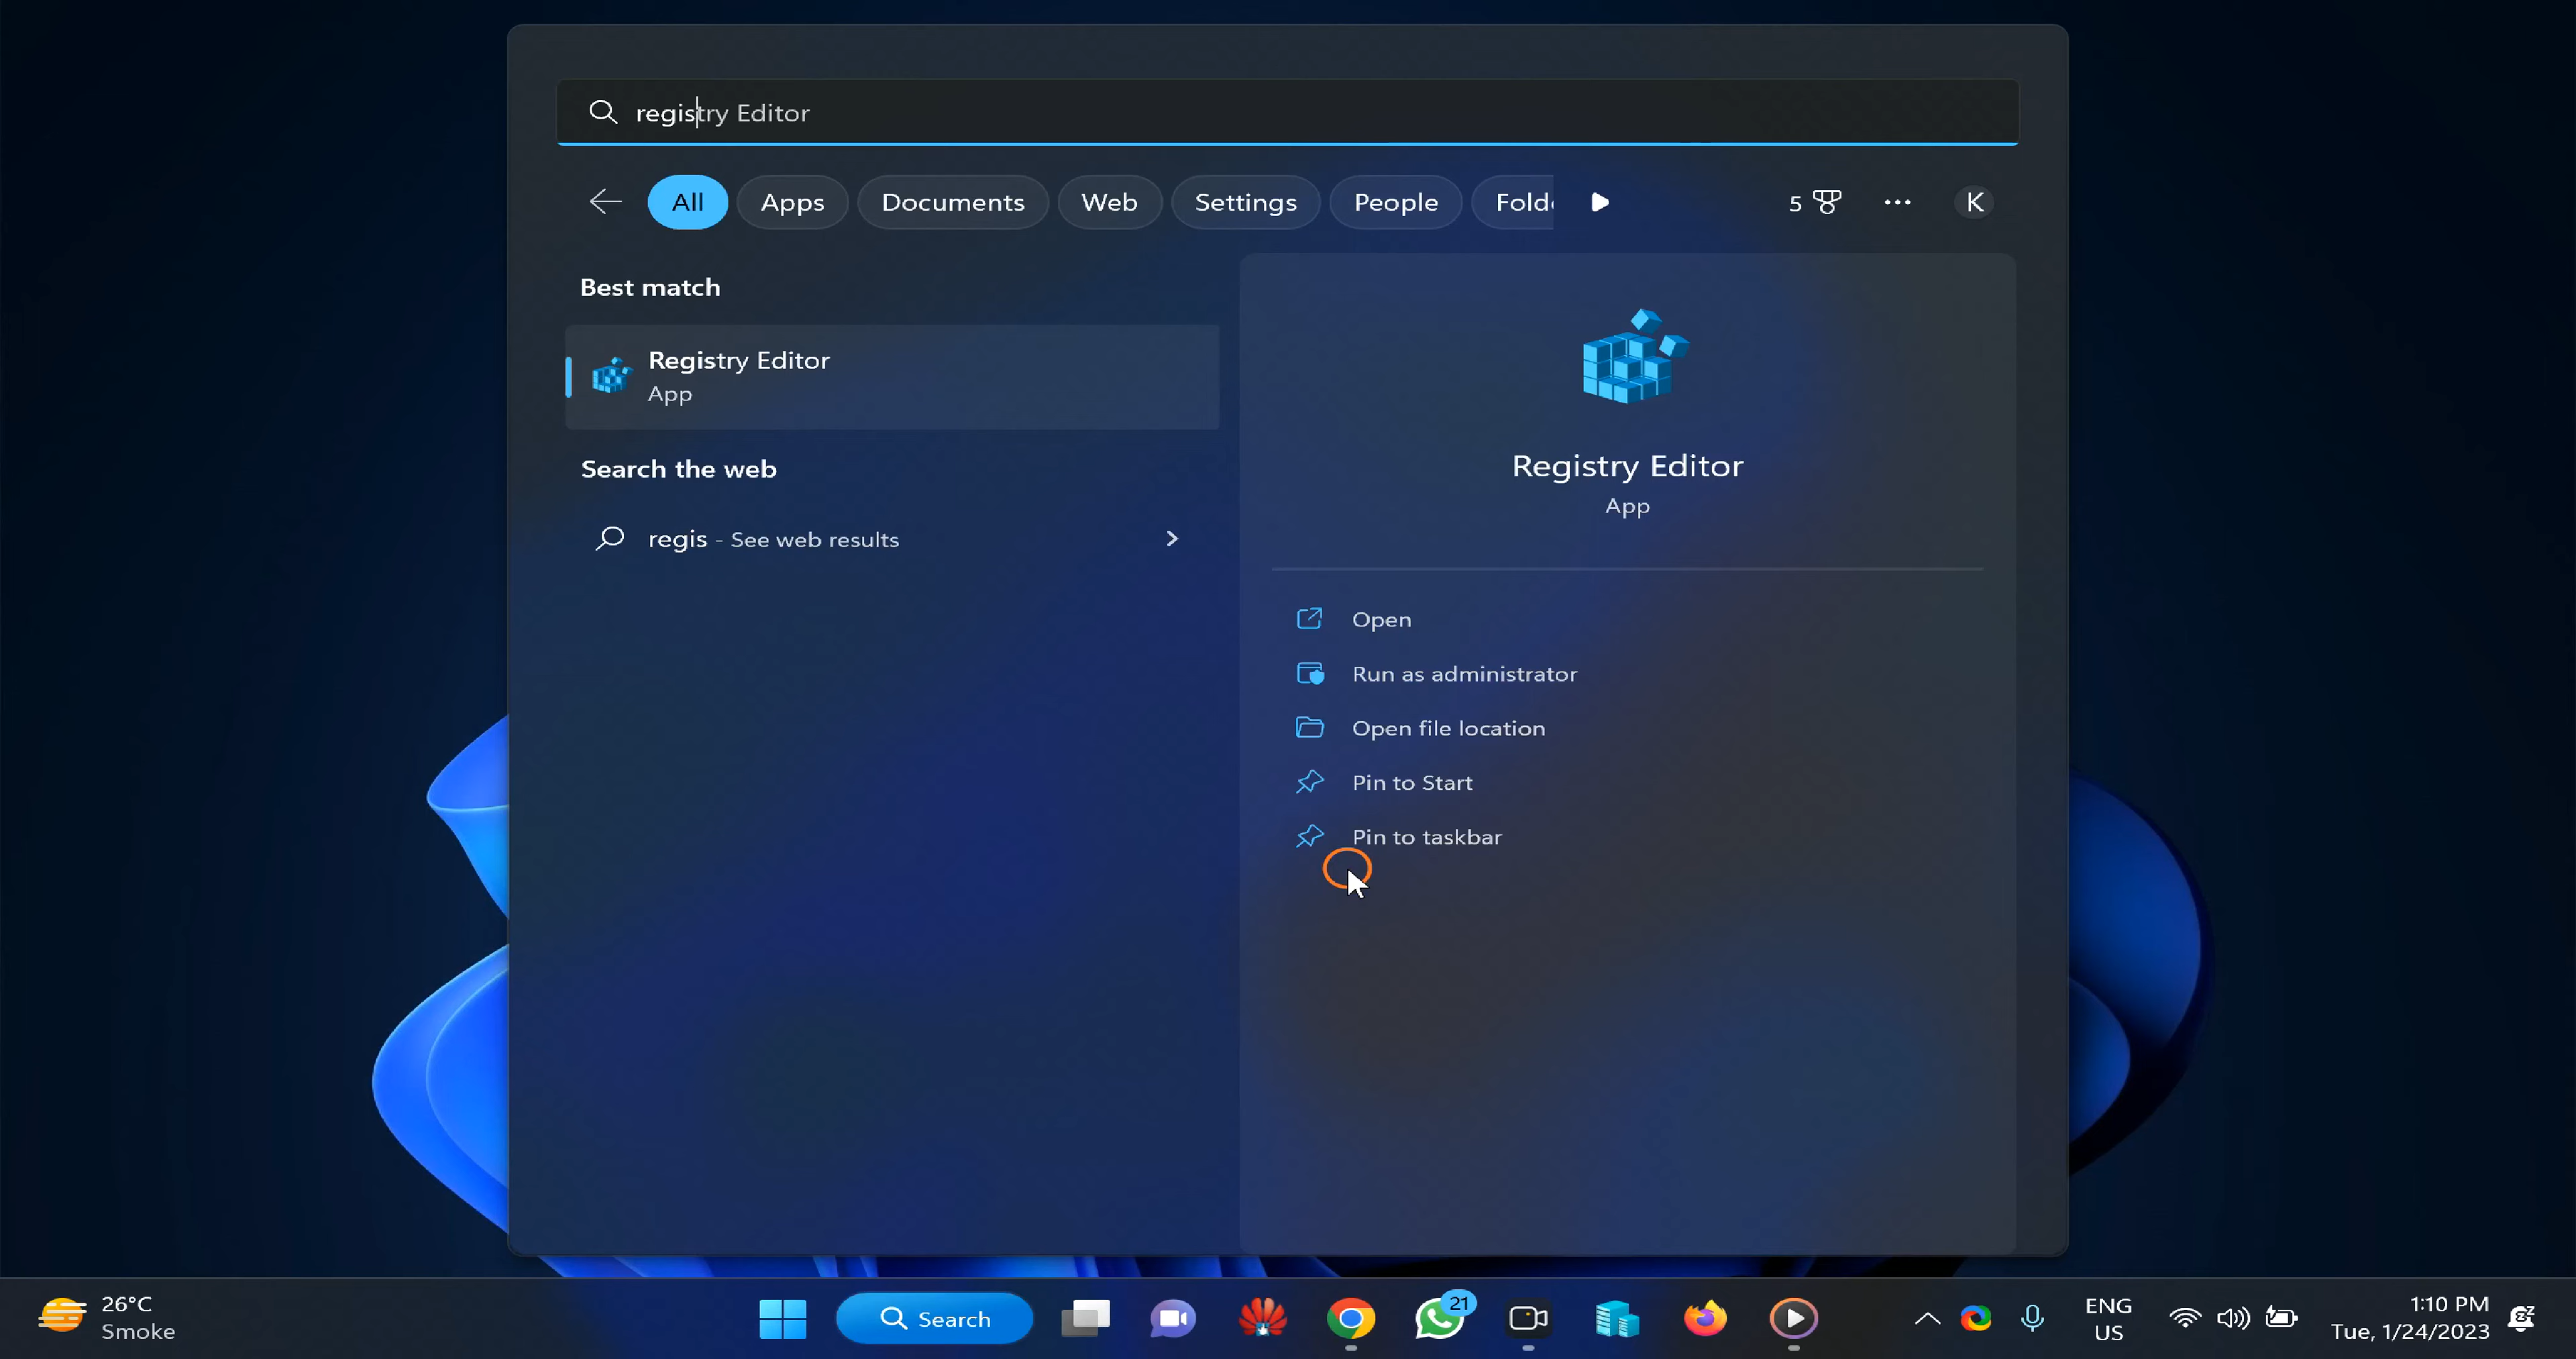 registry Editor
All
Apps
Documents
Web
Settings
People
Folde
5
K
Best match
Registry Editor
App
Search the web
regis - See web results
Registry Editor
App
Open
Run as administrator
Open file location
Pin to Start
Pin to taskbar
26°C
Smoke
Search
21
ENG
US
1:10 PM
Tue, 1/24/2023